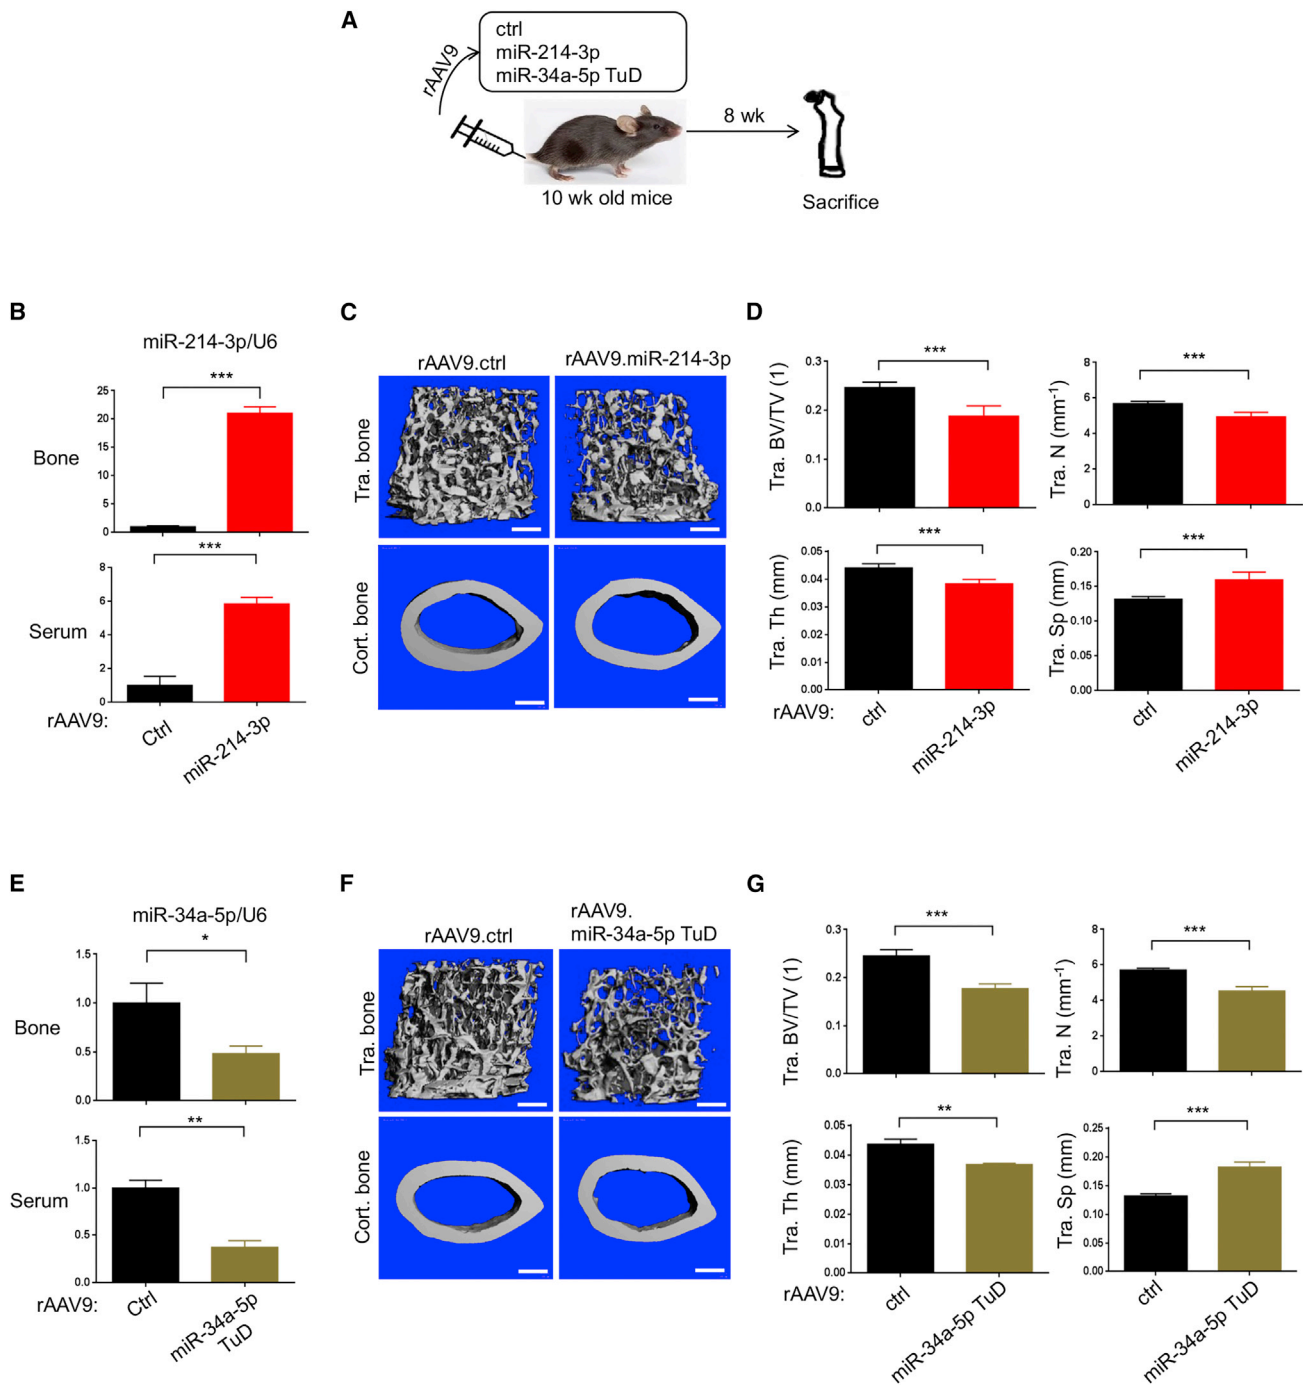 A
rAAV9
ctrl
miR-214-3p
miR-34a-5p TuD
8 wk
10 wk old mice
Sacrifice
B
miR-214-3p/U6
Bone
25
20
15
10
5
0
***
Serum
8
6
4
2
0
***
rAAV9:
Ctrl
miR-214-3p
C
rAAV9.ctrl
rAAV9.miR-214-3p
Tra. bone
Cort. bone
D
Tra. BV/TV (1)
0.3
0.2
0.1
0.0
***
Tra. N (mm-1)
8
6
4
2
0
***
Tra. Th (mm)
0.05
0.04
0.03
0.02
0.01
0.00
***
Tra. Sp (mm)
0.20
0.15
0.10
0.05
0.00
***
rAAV9:
ctrl
miR-214-3p
ctrl
miR-214-3p
E
miR-34a-5p/U6
Bone
1.5
1.0
0.5
0.0
*
Serum
1.5
1.0
0.5
0.0
**
rAAV9:
Ctrl
miR-34a-5p
TuD
F
rAAV9.ctrl
rAAV9.
miR-34a-5p TuD
Tra. bone
Cort. bone
G
Tra. BV/TV (1)
0.3
0.2
0.1
0.0
***
Tra. N (mm-1)
8
6
4
2
0
***
Tra. Th (mm)
0.05
0.04
0.03
0.02
0.01
0.00
**
Tra. Sp (mm)
0.25
0.20
0.15
0.10
0.05
0.00
***
rAAV9:
ctrl
miR-34a-5p TuD
ctrl
miR-34a-5p TuD